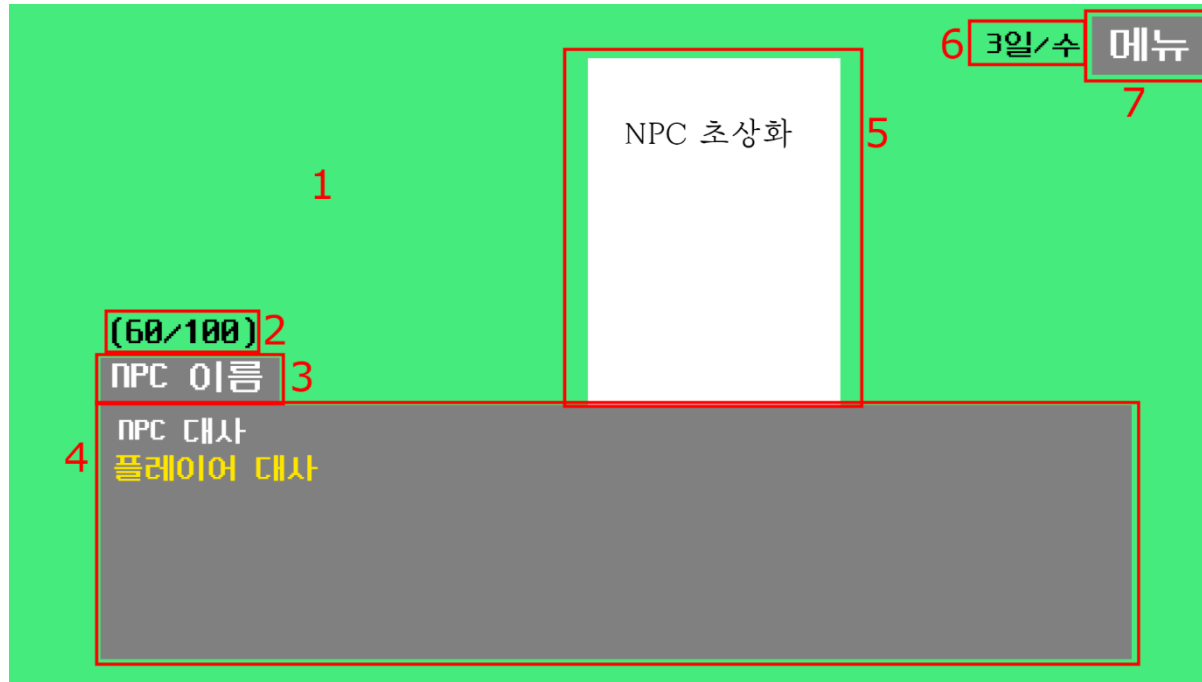 6 3일/수 메뉴
7
NPC 초상화 5
1
(60/100) 2
NPC 이름 3
4 NPC 대사
플레이어 대사